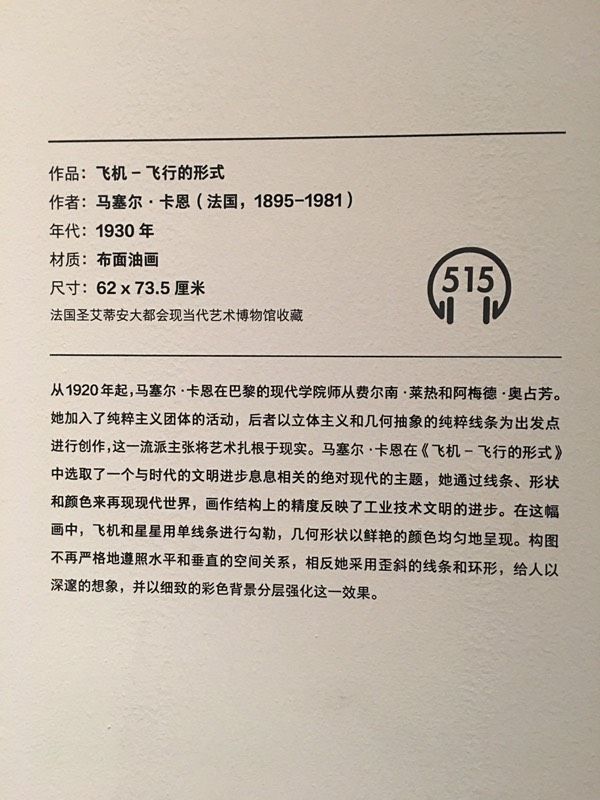 作品：飞机 – 飞行的形式
作者：马塞尔 · 卡恩（法国，1895–1981）
年代：1930 年
材质：布面油画
尺寸：62 x 73.5 厘米
法国圣艾蒂安大都会现当代艺术博物馆收藏
515
从1920年起，马塞尔 · 卡恩在巴黎的现代学院师从费尔南 · 莱热和阿梅德 · 奥占芳。
她加入了纯粹主义团体的活动，后者以立体主义和几何抽象的纯粹线条为出发点
进行创作，这一流派主张将艺术扎根于现实。马塞尔 · 卡恩在《飞机 – 飞行的形式》
中选取了一个与时代的文明进步息息相关的绝对现代的主题，她通过线条、形状
和颜色来再现现代世界，画作结构上的精度反映了工业技术文明的进步。在这幅
画中，飞机和星星用单线条进行勾勒，几何形状以鲜艳的颜色均匀地呈现。构图
不再严格地遵照水平和垂直的空间关系，相反她采用歪斜的线条和环形，给人以
深邃的想象，并以细致的彩色背景分层强化这一效果。